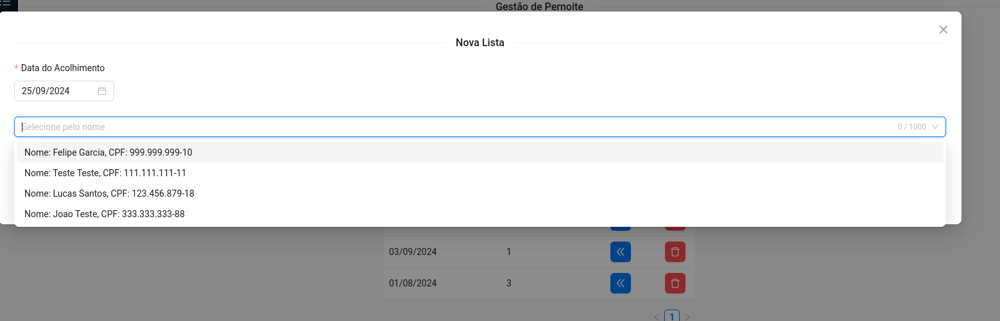 Gestão de Pernoite
Nova Lista
* Data do Acolhimento
25/09/2024
Selecione pelo nome 0 / 1000
Nome: Felipe Garcia, CPF: 999.999.999-10
Nome: Teste Teste, CPF: 111.111.111-11
Nome: Lucas Santos, CPF: 123.456.879-18
Nome: Joao Teste, CPF: 333.333.333-88
03/09/2024 1
01/08/2024 3
1